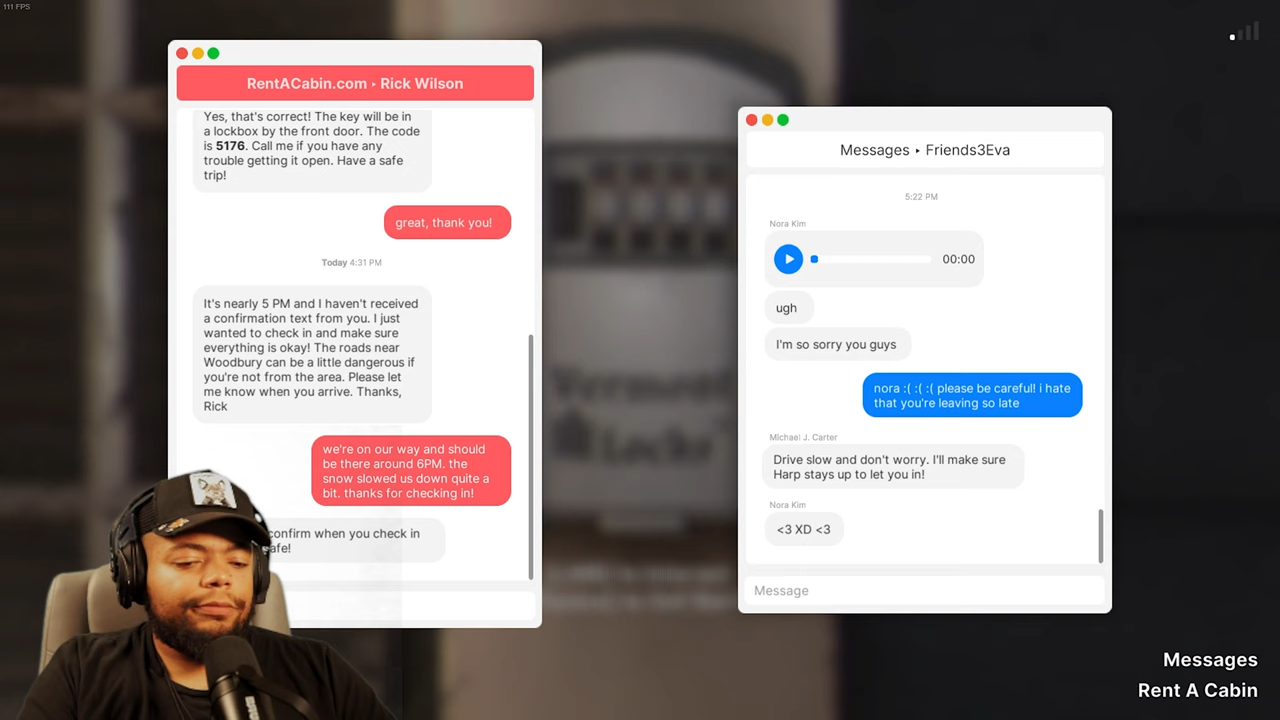 111 FPS
RentACabin.com ▸ Rick Wilson
Yes, that's correct! The key will be in
a lockbox by the front door. The code
is 5176. Call me if you have any
trouble getting it open. Have a safe
trip!
great, thank you!
Today 4:31 PM
It's nearly 5 PM and I haven't received
a confirmation text from you. I just
wanted to check in and make sure
everything is okay! The roads near
Woodbury can be a little dangerous if
you're not from the area. Please let
me know when you arrive. Thanks,
Rick
we're on our way and should
be there around 6PM. the
snow slowed us down quite a
bit. thanks for checking in!
confirm when you check in
Messages ▸ Friends3Eva
5:22 PM
Nora Kim
00:00
ugh
I'm so sorry you guys
nora :( :( :( please be careful! i hate
that you're leaving so late
Michael J. Carter
Drive slow and don't worry. I'll make sure
Harp stays up to let you in!
Nora Kim
<3 XD <3
Message
Vermont
Locks
Messages
Rent A Cabin